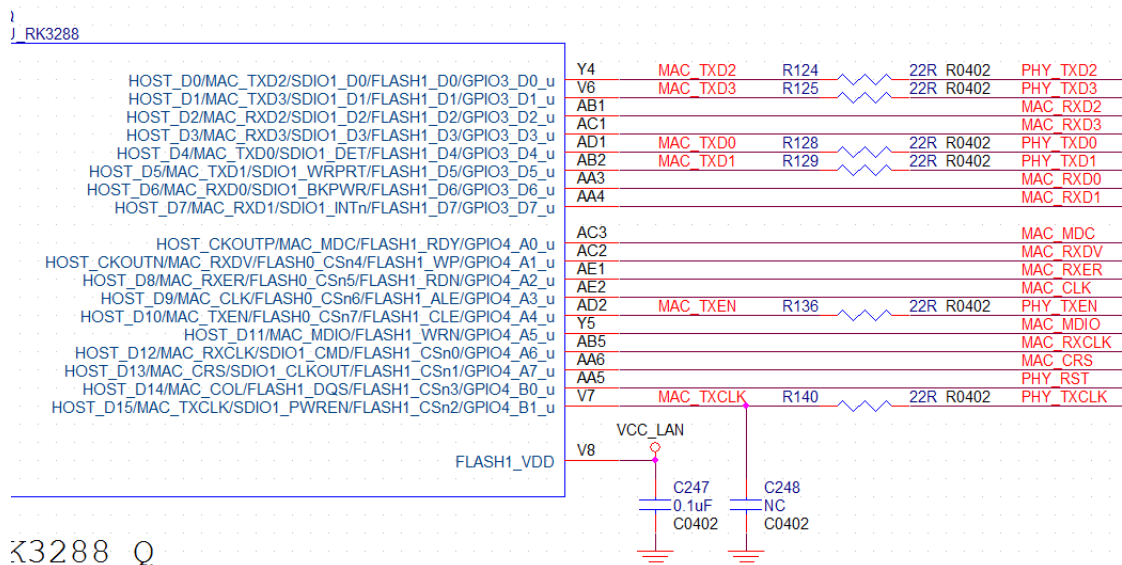 U_RK3288
HOST_D0/MAC_TXD2/SDIO1_D0/FLASH1_D0/GPIO3_D0_u Y4 MAC_TXD2 R124 22R R0402 PHY_TXD2
HOST_D1/MAC_TXD3/SDIO1_D1/FLASH1_D1/GPIO3_D1_u V6 MAC_TXD3 R125 22R R0402 PHY_TXD3
HOST_D2/MAC_RXD2/SDIO1_D2/FLASH1_D2/GPIO3_D2_u AB1 MAC_RXD2
HOST_D3/MAC_RXD3/SDIO1_D3/FLASH1_D3/GPIO3_D3_u AC1 MAC_RXD3
HOST_D4/MAC_TXD0/SDIO1_DET/FLASH1_D4/GPIO3_D4_u AD1 MAC_TXD0 R128 22R R0402 PHY_TXD0
HOST_D5/MAC_TXD1/SDIO1_WRPRT/FLASH1_D5/GPIO3_D5_u AB2 MAC_TXD1 R129 22R R0402 PHY_TXD1
HOST_D6/MAC_RXD0/SDIO1_BKPWR/FLASH1_D6/GPIO3_D6_u AA3 MAC_RXD0
HOST_D7/MAC_RXD1/SDIO1_INTn/FLASH1_D7/GPIO3_D7_u AA4 MAC_RXD1
HOST_CKOUTP/MAC_MDC/FLASH1_RDY/GPIO4_A0_u AC3 MAC_MDC
HOST_CKOUTN/MAC_RXDV/FLASH0_CSn4/FLASH1_WP/GPIO4_A1_u AC2 MAC_RXDV
HOST_D8/MAC_RXER/FLASH0_CSn5/FLASH1_RDN/GPIO4_A2_u AE1 MAC_RXER
HOST_D9/MAC_CLK/FLASH0_CSn6/FLASH1_ALE/GPIO4_A3_u AE2 MAC_CLK
HOST_D10/MAC_TXEN/FLASH0_CSn7/FLASH1_CLE/GPIO4_A4_u AD2 MAC_TXEN R136 22R R0402 PHY_TXEN
HOST_D11/MAC_MDIO/FLASH1_WRN/GPIO4_A5_u Y5 MAC_MDIO
HOST_D12/MAC_RXCLK/SDIO1_CMD/FLASH1_CSn0/GPIO4_A6_u AB5 MAC_RXCLK
HOST_D13/MAC_CRS/SDIO1_CLKOUT/FLASH1_CSn1/GPIO4_A7_u AA6 MAC_CRS
HOST_D14/MAC_COL/FLASH1_DQS/FLASH1_CSn3/GPIO4_B0_u AA5 PHY_RST
HOST_D15/MAC_TXCLK/SDIO1_PWREN/FLASH1_CSn2/GPIO4_B1_u V7 MAC_TXCLK R140 22R R0402 PHY_TXCLK
VCC_LAN
FLASH1_VDD V8
C247 C248
0.1uF NC
C0402 C0402
K3288_Q